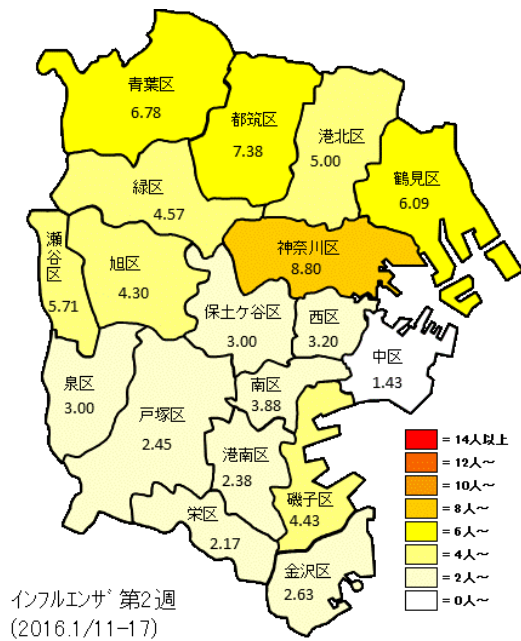 青葉区
6.78
都筑区
7.38
港北区
5.00
鶴見区
6.09
緑区
4.57
神奈川区
8.80
瀬谷区
5.71
旭区
4.30
保土ケ谷区
3.00
西区
3.20
中区
1.43
泉区
3.00
戸塚区
2.45
南区
3.88
港南区
2.38
磯子区
4.43
栄区
2.17
金沢区
2.63
= 14人以上
= 12人～
= 10人～
= 8人～
= 6人～
= 4人～
= 2人～
= 0人～
インフルエンザ 第2週
(2016.1/11-17)